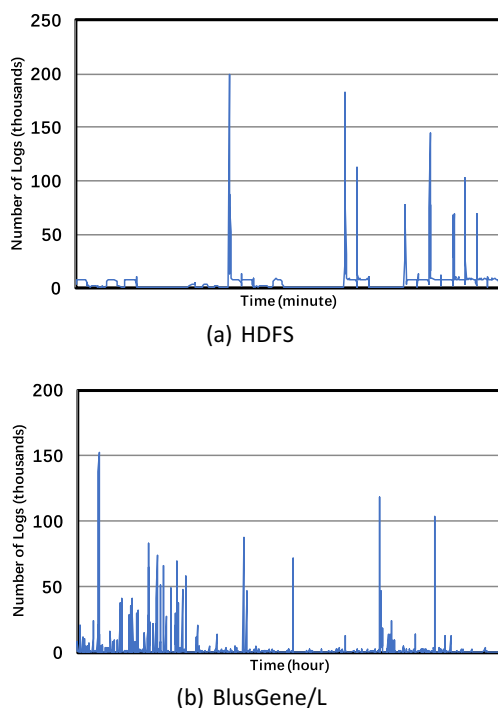 250
200
150
100
50
0
Number of Logs (thousands)
Time (minute)
(a) HDFS
200
150
100
50
0
Number of Logs (thousands)
Time (hour)
(b) BlusGene/L